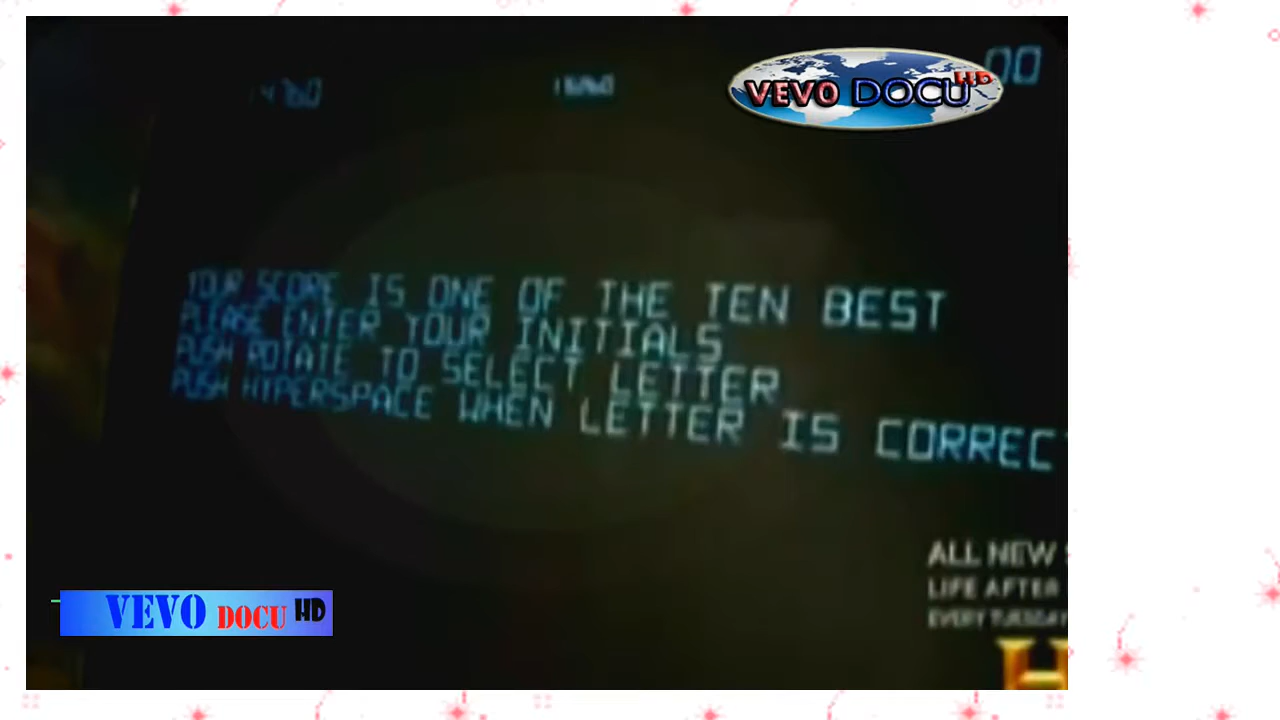 00
VEVO DOCU HD
YOUR SCORE IS ONE OF THE TEN BEST
PLEASE ENTER YOUR INITIALS
PUSH ROTATE TO SELECT LETTER
PUSH HYPERSPACE WHEN LETTER IS CORRECT
ALL NEW
LIFE AFTER
EVERY TUESDAY
VEVO DOCU HD
H